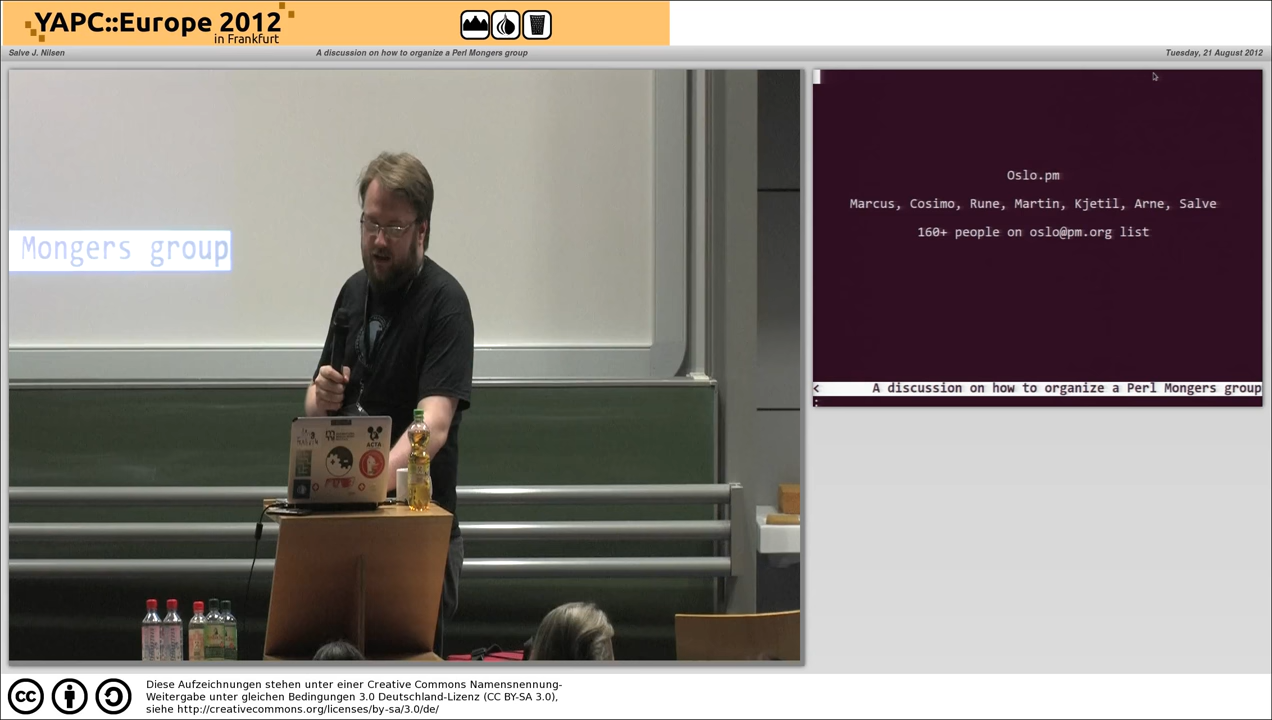 YAPC::Europe 2012
in Frankfurt
Salve J. Nilsen
A discussion on how to organize a Perl Mongers group
Tuesday, 21 August 2012
Mongers group
ACTA
Oslo.pm
Marcus, Cosimo, Rune, Martin, Kjetil, Arne, Salve
160+ people on oslo@pm.org list
< A discussion on how to organize a Perl Mongers group
:
cc
Diese Aufzeichnungen stehen unter einer Creative Commons Namensnennung-
Weitergabe unter gleichen Bedingungen 3.0 Deutschland-Lizenz (CC BY-SA 3.0),
siehe http://creativecommons.org/licenses/by-sa/3.0/de/